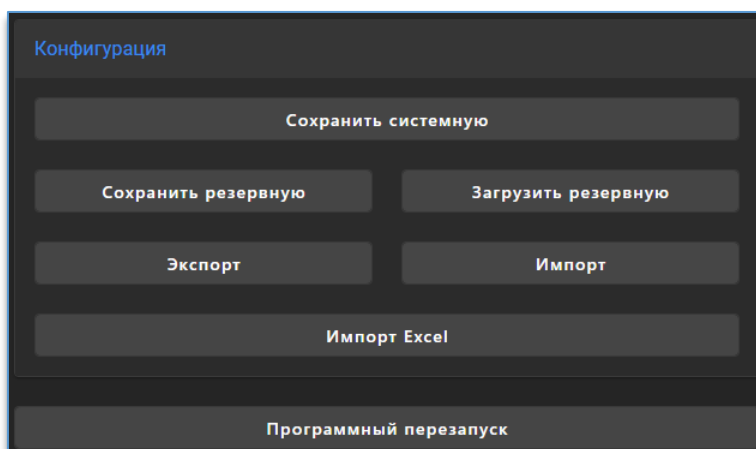 Конфигурация
Сохранить системную
Сохранить резервную Загрузить резервную
Экспорт Импорт
Импорт Excel
Программный перезапуск